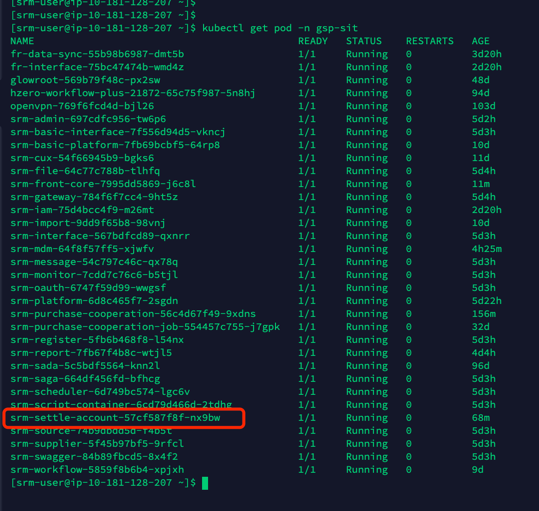 [srm-user@ip-10-181-128-207 ~]$
[srm-user@ip-10-181-128-207 ~]$
[srm-user@ip-10-181-128-207 ~]$ kubectl get pod -n gsp-sit
NAME READY STATUS RESTARTS AGE
fr-data-sync-55b98b6987-dmt5b 1/1 Running 0 3d20h
fr-interface-75bc47474b-wmd4z 1/1 Running 0 2d20h
glowroot-569b79f48c-px2sw 1/1 Running 0 48d
hzero-workflow-plus-21872-65c75f987-5n8hj 1/1 Running 0 94d
openvpn-769f6fcd4d-bjl26 1/1 Running 0 103d
srm-admin-697cdfc956-tw6p6 1/1 Running 0 5d2h
srm-basic-interface-7f556d94d5-vkncj 1/1 Running 0 5d3h
srm-basic-platform-7fb69bcbf5-64rp8 1/1 Running 0 10d
srm-cux-54f66945b9-bgks6 1/1 Running 0 11d
srm-file-64c77c788b-tlhfq 1/1 Running 0 5d4h
srm-front-core-7995dd5869-j6c8l 1/1 Running 0 11m
srm-gateway-784f6f7cc4-9ht5z 1/1 Running 0 5d4h
srm-iam-75d4bcc4f9-m26mt 1/1 Running 0 2d20h
srm-import-9dd9f65b8-98vnj 1/1 Running 0 10d
srm-interface-567bdfcd89-qxnrr 1/1 Running 0 5d3h
srm-mdm-64f8f57ff5-xjwfv 1/1 Running 0 4h25m
srm-message-54c797c46c-qx78q 1/1 Running 0 5d3h
srm-monitor-7cdd7c76c6-b5tjl 1/1 Running 0 5d3h
srm-oauth-6747f59d99-wwgsf 1/1 Running 0 5d3h
srm-platform-6d8c465f7-2sgdn 1/1 Running 0 5d22h
srm-purchase-cooperation-56c4d67f49-9xdns 1/1 Running 0 156m
srm-purchase-cooperation-job-554457c755-j7gpk 1/1 Running 0 32d
srm-register-5fb6b468f8-l54nx 1/1 Running 0 5d3h
srm-report-7fb67f4b8c-wtjl5 1/1 Running 0 4d4h
srm-sada-5c5bdf5564-knn2l 1/1 Running 0 96d
srm-saga-664df456fd-bfhcg 1/1 Running 0 5d3h
srm-scheduler-6d749bc574-lgc6v 1/1 Running 0 5d3h
srm-script-container-6cd79d466d-2tdhg 1/1 Running 0 5d3h
srm-settle-account-57cf587f8f-nx9bw 1/1 Running 0 68m
srm-source-74b9dbdd5d-f4b5t 1/1 Running 0 5d3h
srm-supplier-5f45b97bf5-9rfcl 1/1 Running 0 5d3h
srm-swagger-84b89fbcd5-8x4f2 1/1 Running 0 5d3h
srm-workflow-5859f8b6b4-xpjxh 1/1 Running 0 9d
[srm-user@ip-10-181-128-207 ~]$